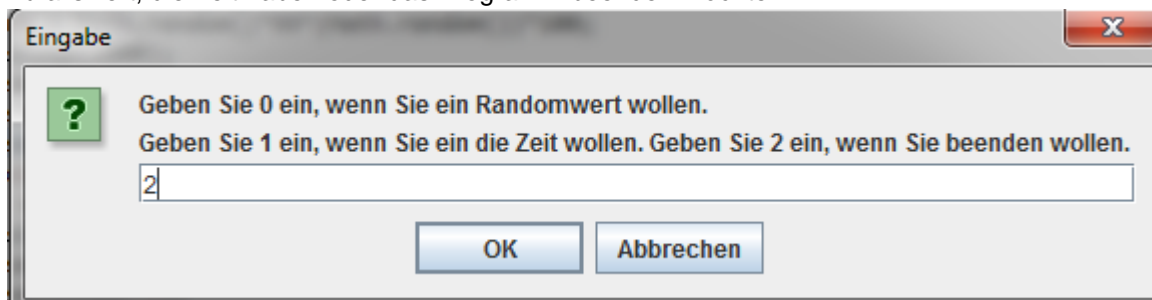 Eingabe
Geben Sie 0 ein, wenn Sie ein Randomwert wollen.
Geben Sie 1 ein, wenn Sie ein die Zeit wollen. Geben Sie 2 ein, wenn Sie beenden wollen.
2
OK Abbrechen